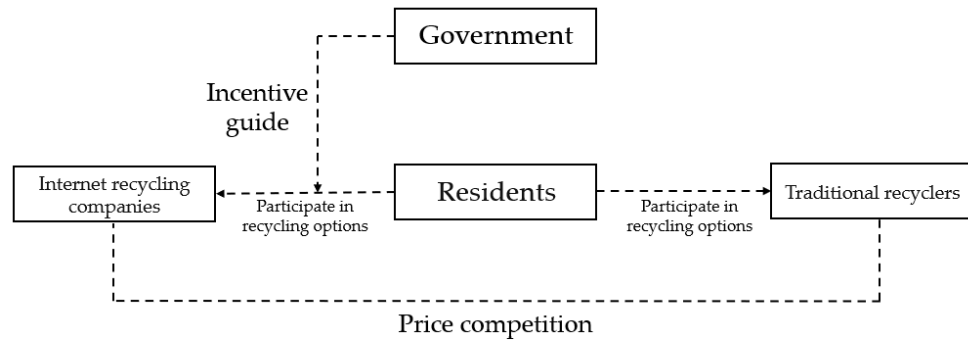 Government
Incentive
guide
Internet recycling
companies
Residents
Traditional recyclers
Participate in
recycling options
Participate in
recycling options
Price competition